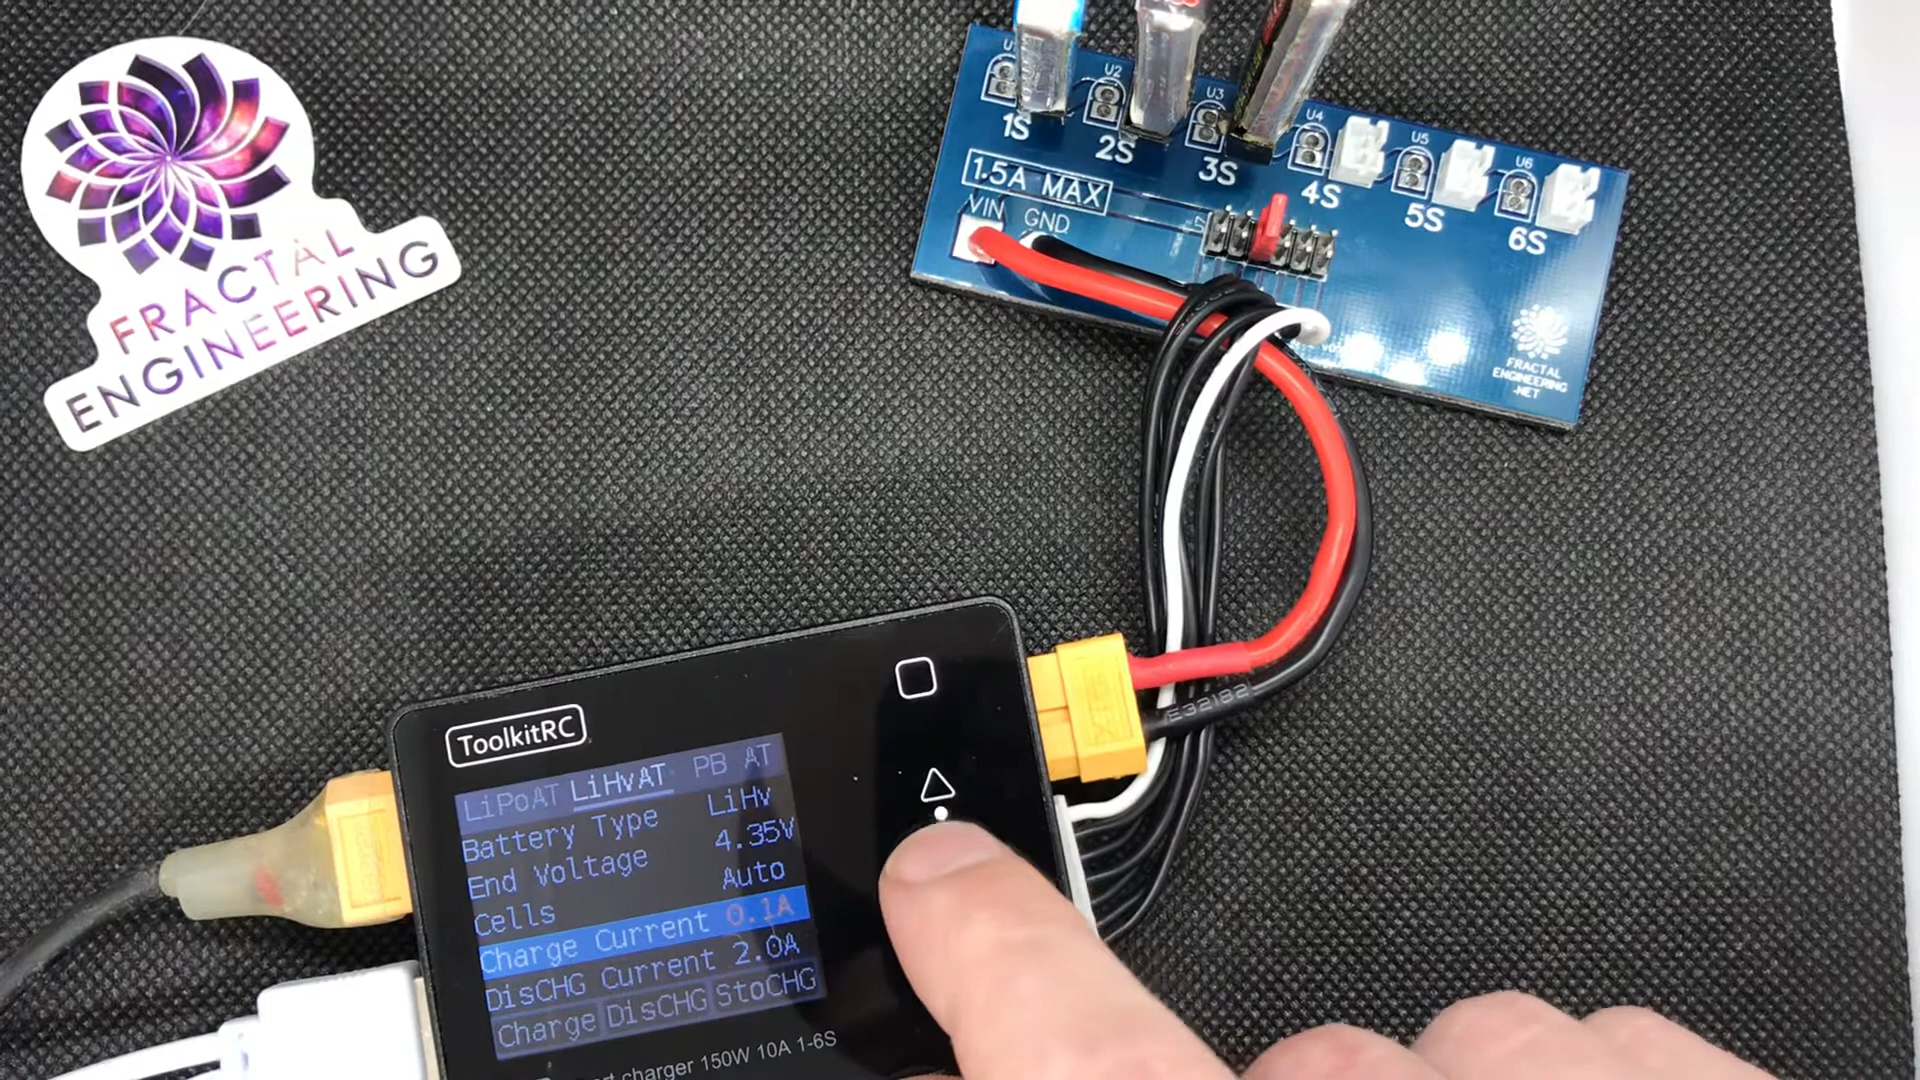 FRACTAL
ENGINEERING
U2
U3
U4
U5
U6
1S
2S
3S
4S
5S
6S
1.5A MAX
VIN
GND
FRACTAL
ENGINEERING
.NET
E32182
ToolkitRC
LiPoAT LiHvAT PB AT
Battery Type LiHv
End Voltage 4.35V
Cells Auto
Charge Current 0.1A
DisCHG Current 2.0A
Charge DisCHG StoCHG
charger 150W 10A 1-6S